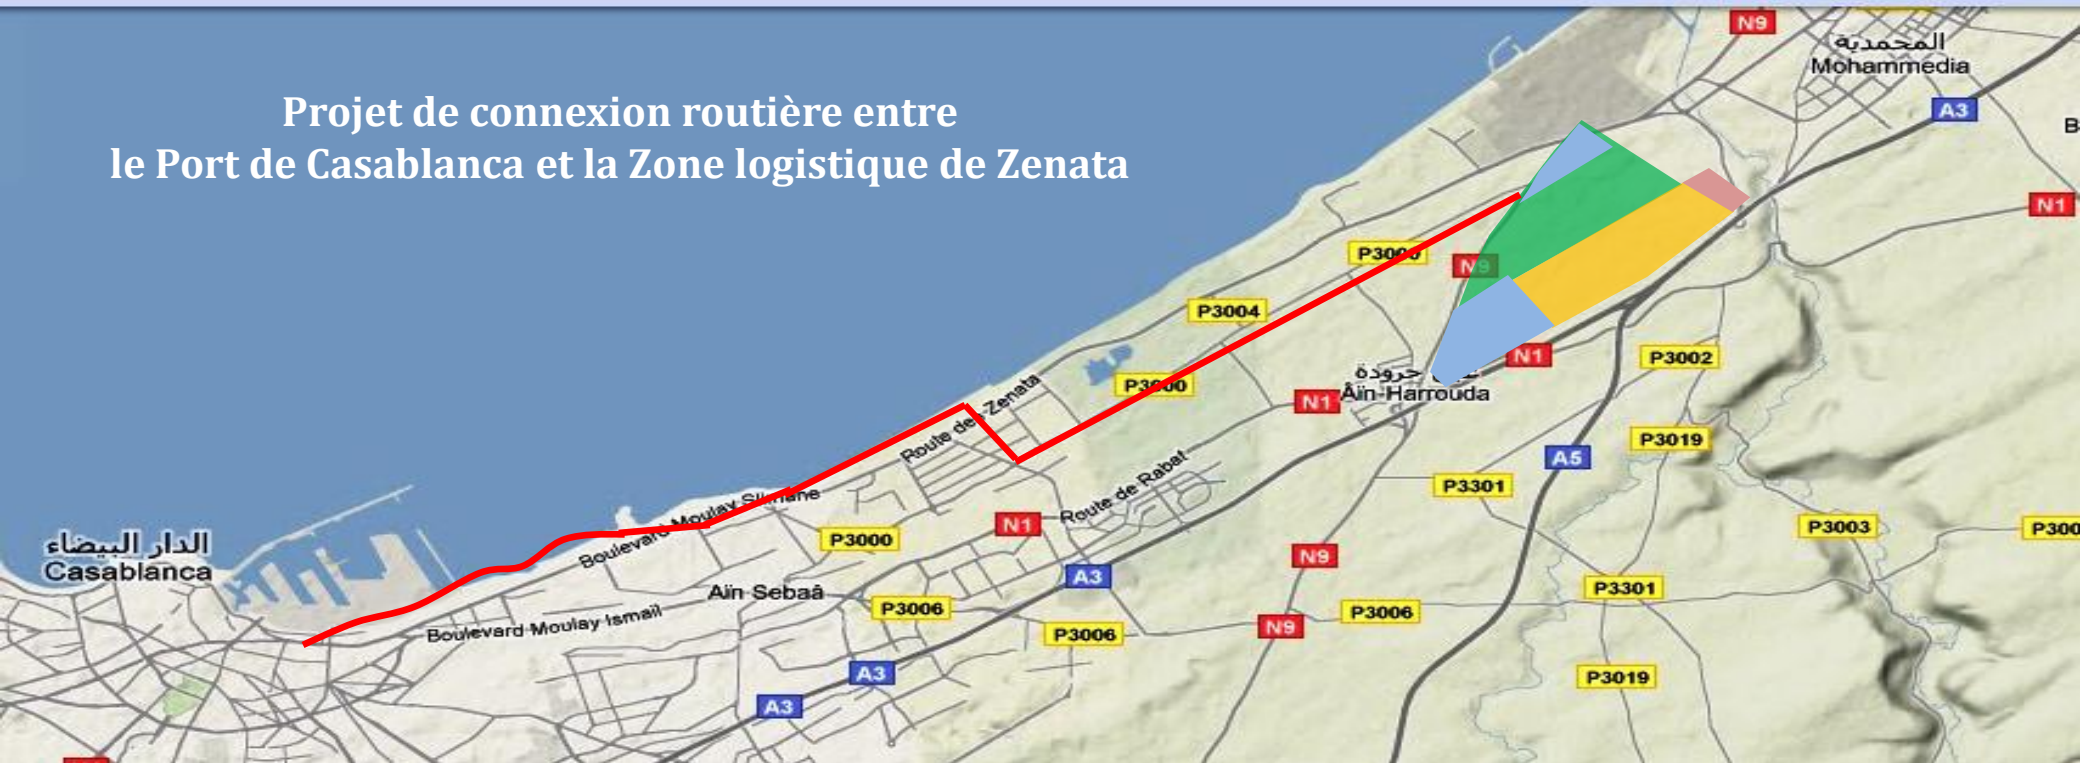 Projet de connexion routière entre
le Port de Casablanca et la Zone logistique de Zenata
N9
المحمدية
Mohammedia
A3
B
N1
P3000
N9
P3004
N1
P3002
P3000
حرودة
Aïn-Harrouda
N1
Route des Zenata
P3019
A5
Route de Rabat
P3301
Boulevard Moulay Slimane
N1
P3003
P300
P3000
الدار البيضاء
Casablanca
N9
A3
Aïn Sebaâ
P3301
P3006
P3006
Boulevard Moulay Ismail
P3006
N9
A3
P3019
A3